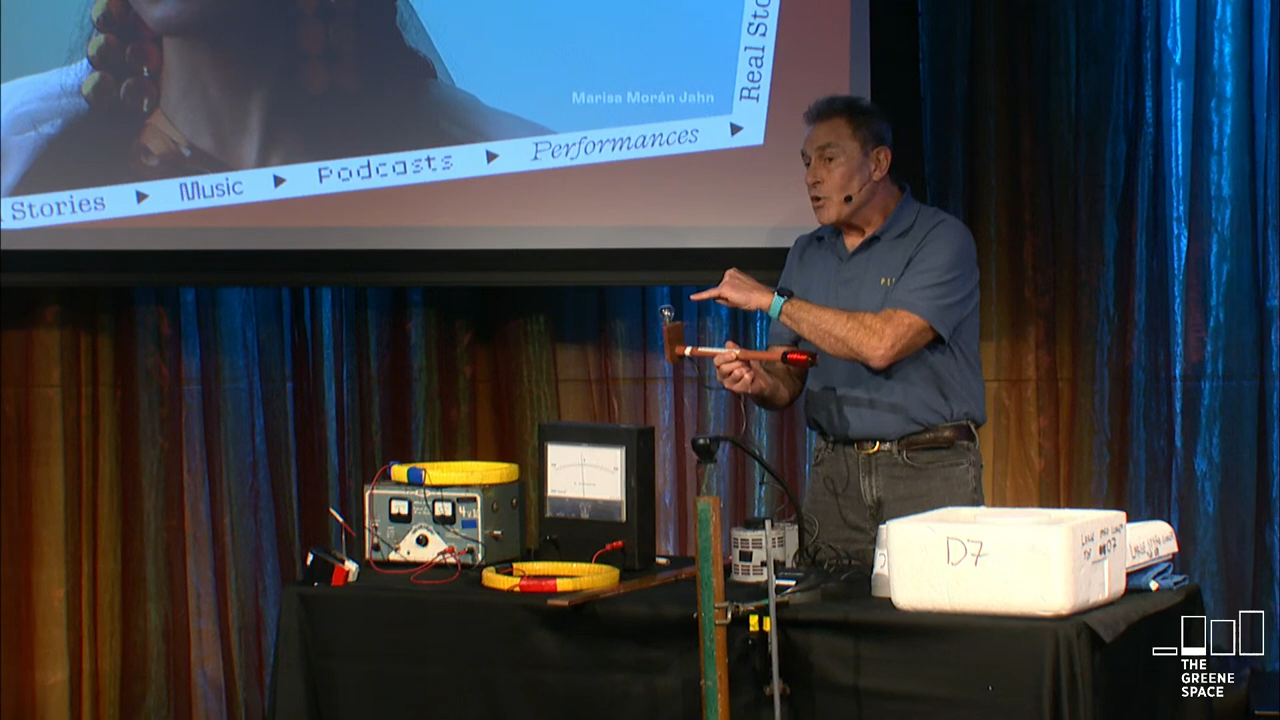 Marisa Morán Jahn
Real Sto
Stories
Music
Podcasts
Performances
D7
THE
GREENE
SPACE